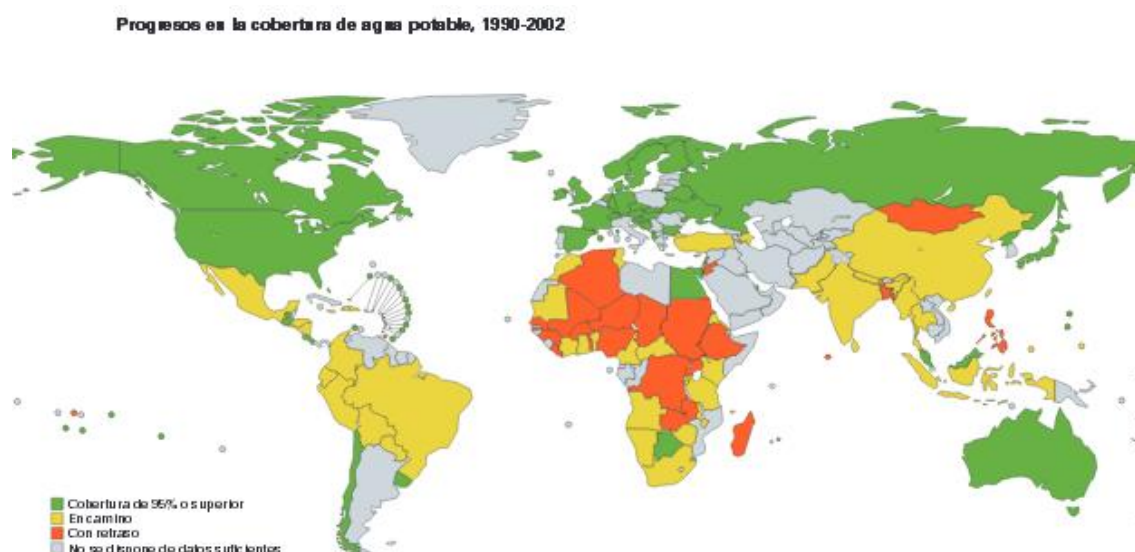 Progresos en la cobertura de agua potable, 1990-2002
Cobertura de 95% o superior
En camino
Con retraso
No se dispone de datos suficientes